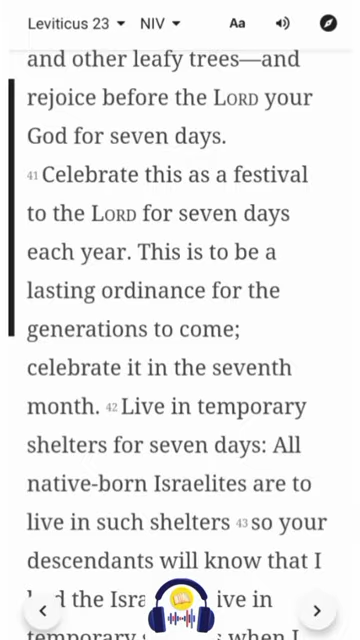 Leviticus 23 NIV Aa
and other leafy trees—and
rejoice before the LORD your
God for seven days.
41 Celebrate this as a festival
to the LORD for seven days
each year. This is to be a
lasting ordinance for the
generations to come;
celebrate it in the seventh
month. 42 Live in temporary
shelters for seven days: All
native-born Israelites are to
live in such shelters 43 so your
descendants will know that I
the Isra ive in
temporary when I